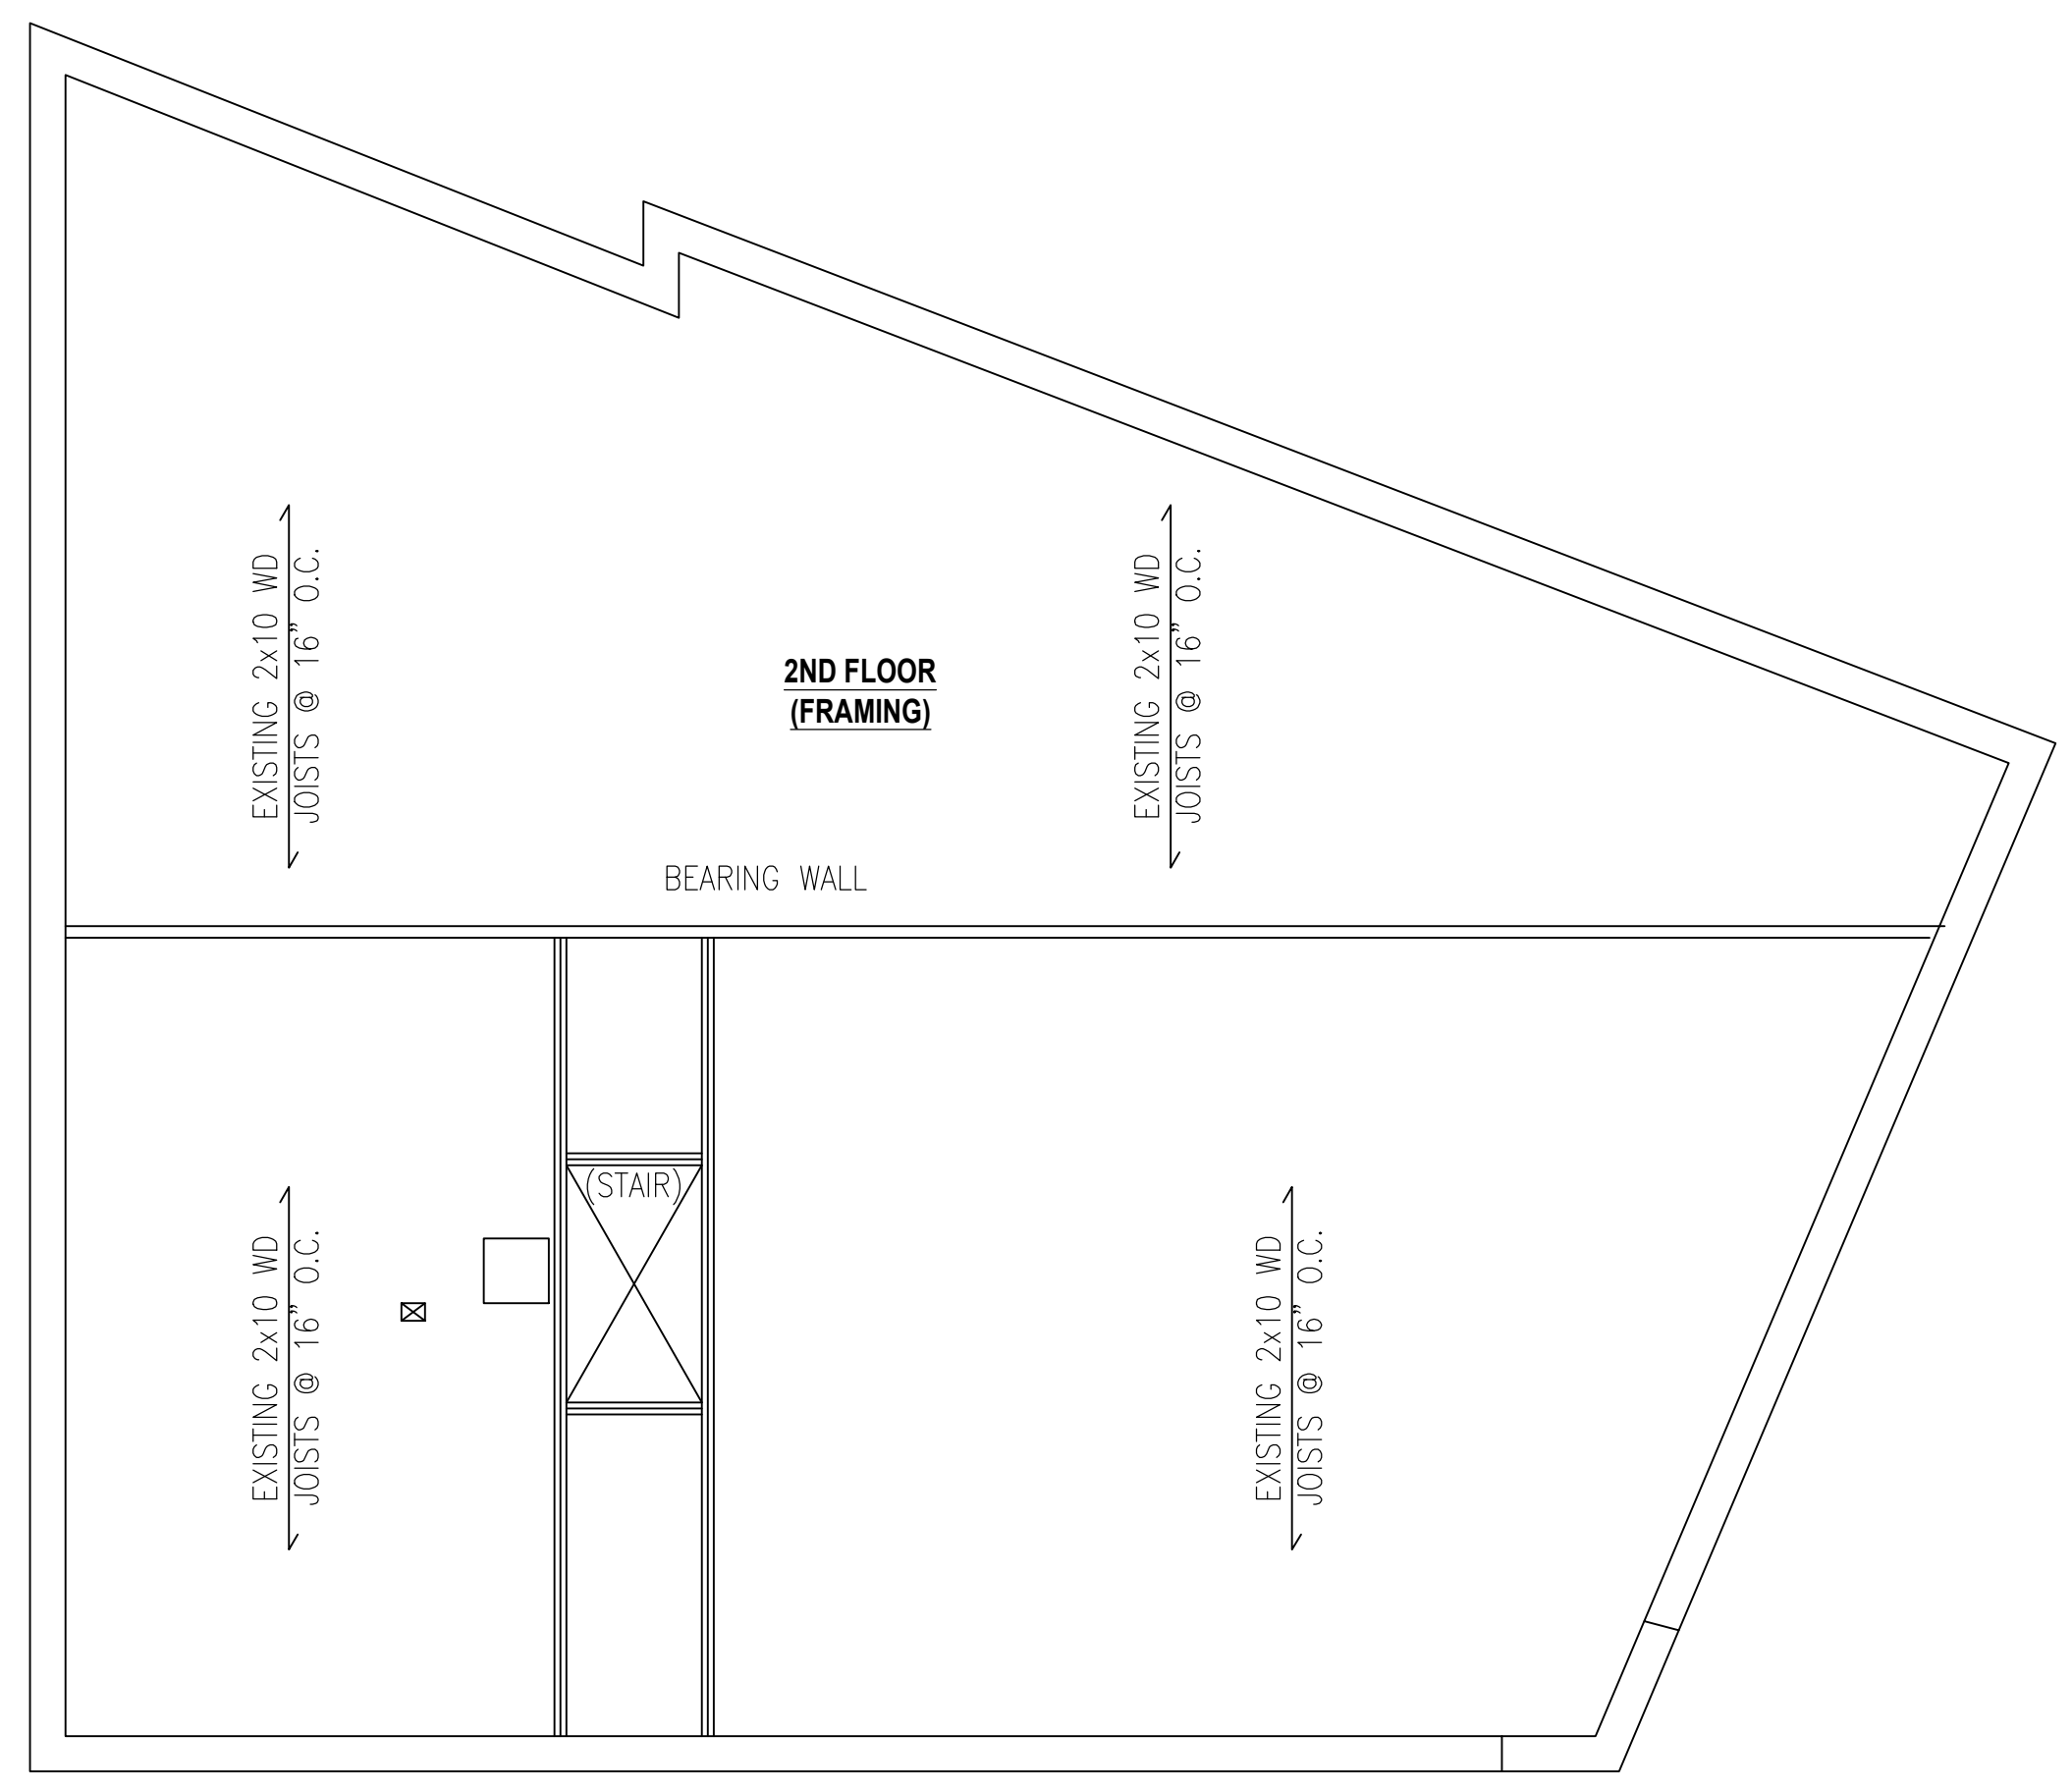 EXISTING 2x10 WD
JOISTS @ 16" O.C.
2ND FLOOR
(FRAMING)
EXISTING 2x10 WD
JOISTS @ 16" O.C.
BEARING WALL
(STAIR)
EXISTING 2x10 WD
JOISTS @ 16" O.C.
EXISTING 2x10 WD
JOISTS @ 16" O.C.